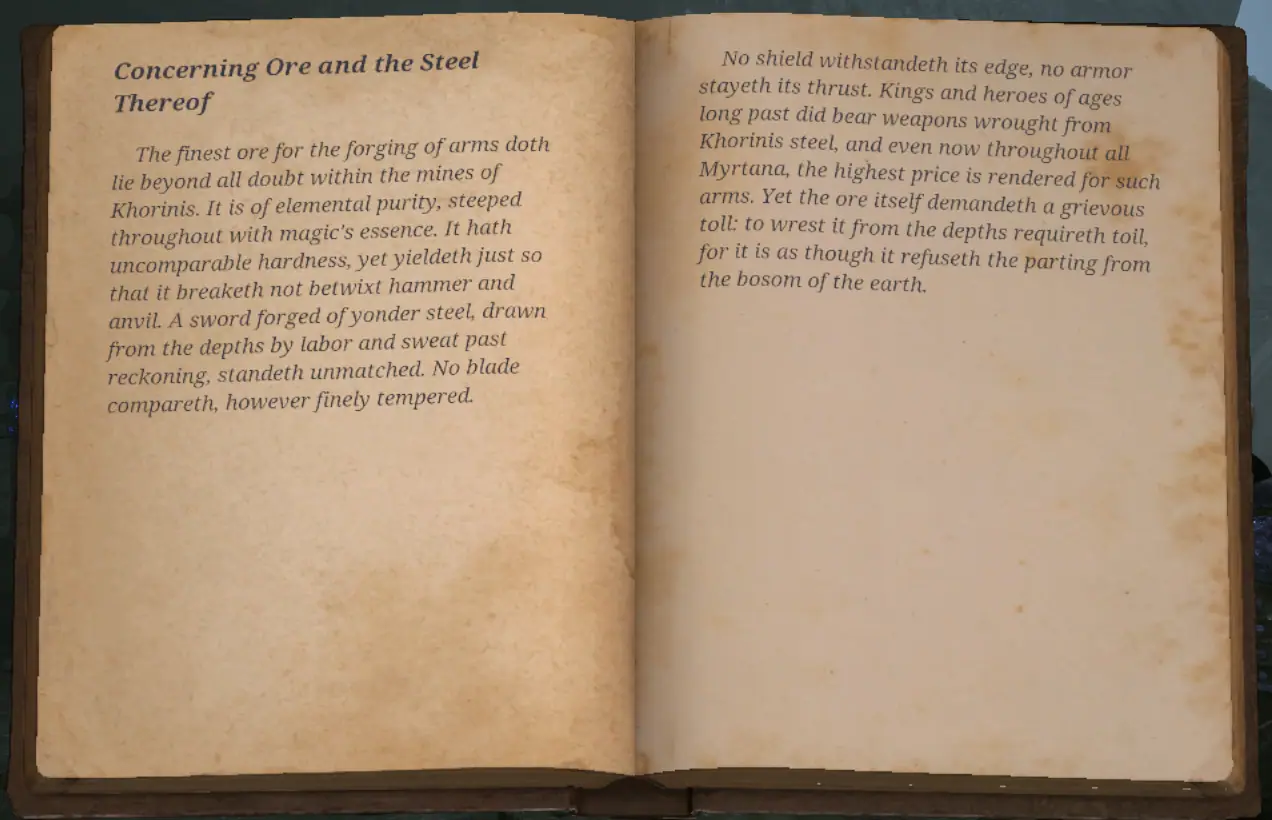 Concerning Ore and the Steel
Thereof
The finest ore for the forging of arms doth
lie beyond all doubt within the mines of
Khorinis. It is of elemental purity, steeped
throughout with magic's essence. It hath
uncomparable hardness, yet yieldeth just so
that it breaketh not betwixt hammer and
anvil. A sword forged of yonder steel, drawn
from the depths by labor and sweat past
reckoning, standeth unmatched. No blade
compareth, however finely tempered.
No shield withstandeth its edge, no armor
stayeth its thrust. Kings and heroes of ages
long past did bear weapons wrought from
Khorinis steel, and even now throughout all
Myrtana, the highest price is rendered for such
arms. Yet the ore itself demandeth a grievous
toll: to wrest it from the depths requireth toil,
for it is as though it refuseth the parting from
the bosom of the earth.